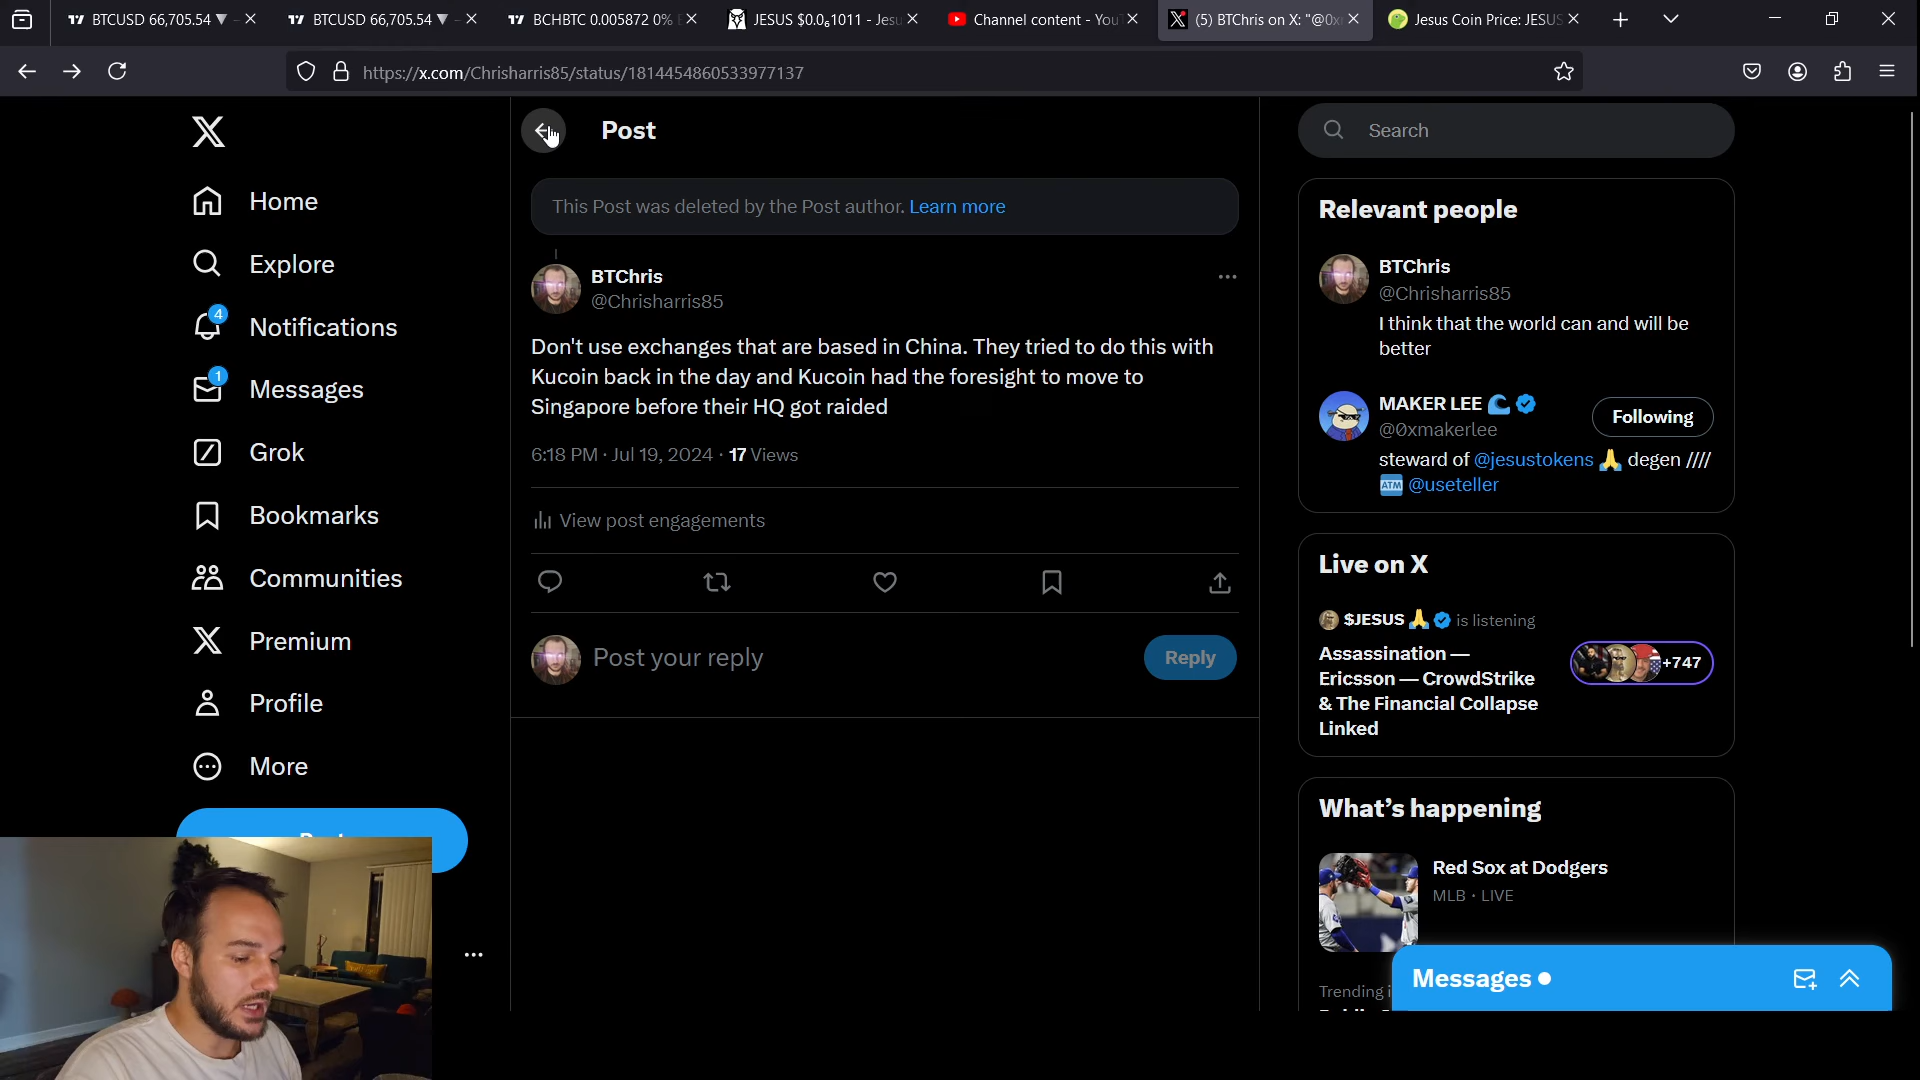 BTCUSD 66,705.54 ▼ -
BTCUSD 66,705.54 ▼ -
BCHBTC 0.005872 0%
JESUS $0.0₆1011 - Jesu
Channel content - YouT
(5) BTChris on X: "@0x
Jesus Coin Price: JESUS
https://x.com/Chrisharris85/status/1814454860533977137
Home
Explore
4
Notifications
1
Messages
Grok
Bookmarks
Communities
Premium
Profile
More
Post
This Post was deleted by the Post author. Learn more
BTChris
@Chrisharris85
Don't use exchanges that are based in China. They tried to do this with
Kucoin back in the day and Kucoin had the foresight to move to
Singapore before their HQ got raided
6:18 PM · Jul 19, 2024 · 17 Views
View post engagements
Post your reply
Reply
Search
Relevant people
BTChris
@Chrisharris85
I think that the world can and will be
better
MAKER LEE 🌊
@0xmakerlee
Following
steward of @jesustokens 🙏 degen ////
🏧 @useteller
Live on X
$JESUS 🙏 is listening
Assassination —
Ericsson — CrowdStrike
& The Financial Collapse
Linked
+747
What's happening
Red Sox at Dodgers
MLB · LIVE
Trending i
Messages